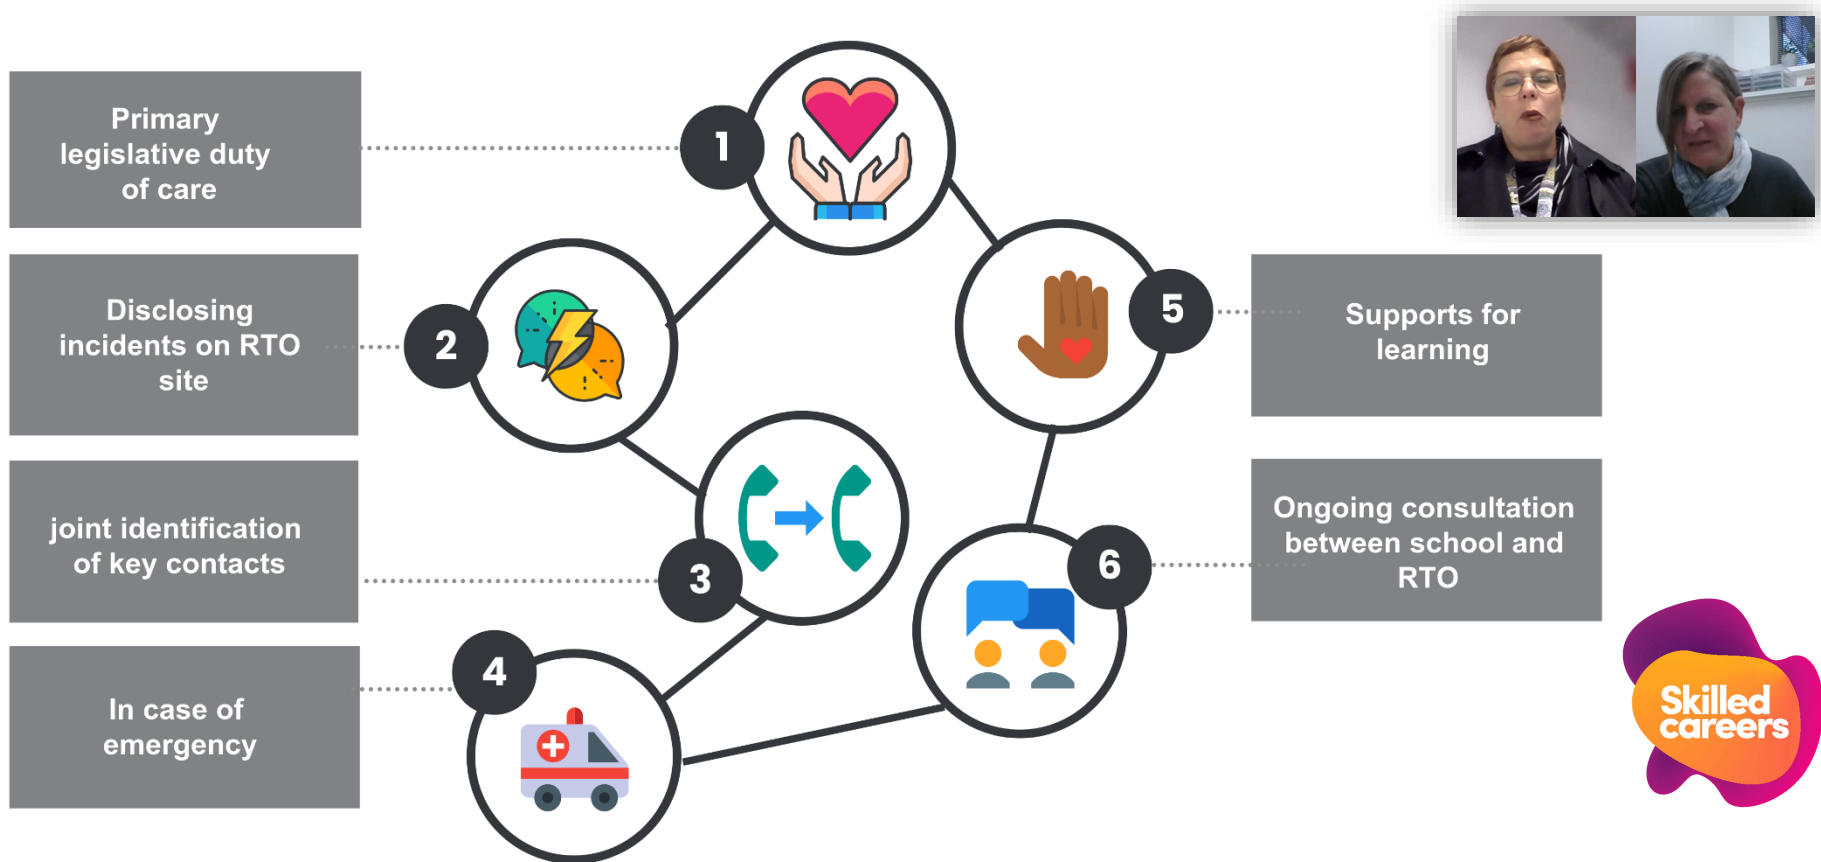 Primary
legislative duty
of care
1
Disclosing
incidents on RTO
site
2
joint identification
of key contacts
3
In case of
emergency
4
5
Supports for
learning
6
Ongoing consultation
between school and
RTO
Skilled
careers